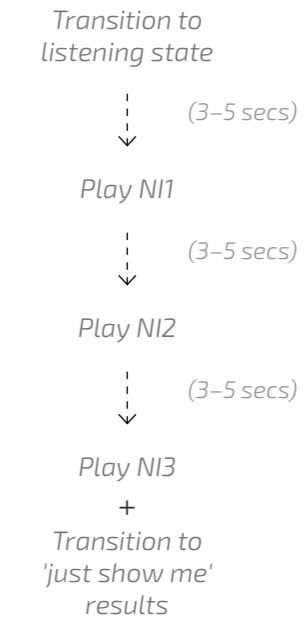 Transition to
listening state
(3–5 secs)
Play NI1
(3–5 secs)
Play NI2
(3–5 secs)
Play NI3
+
Transition to
'just show me'
results